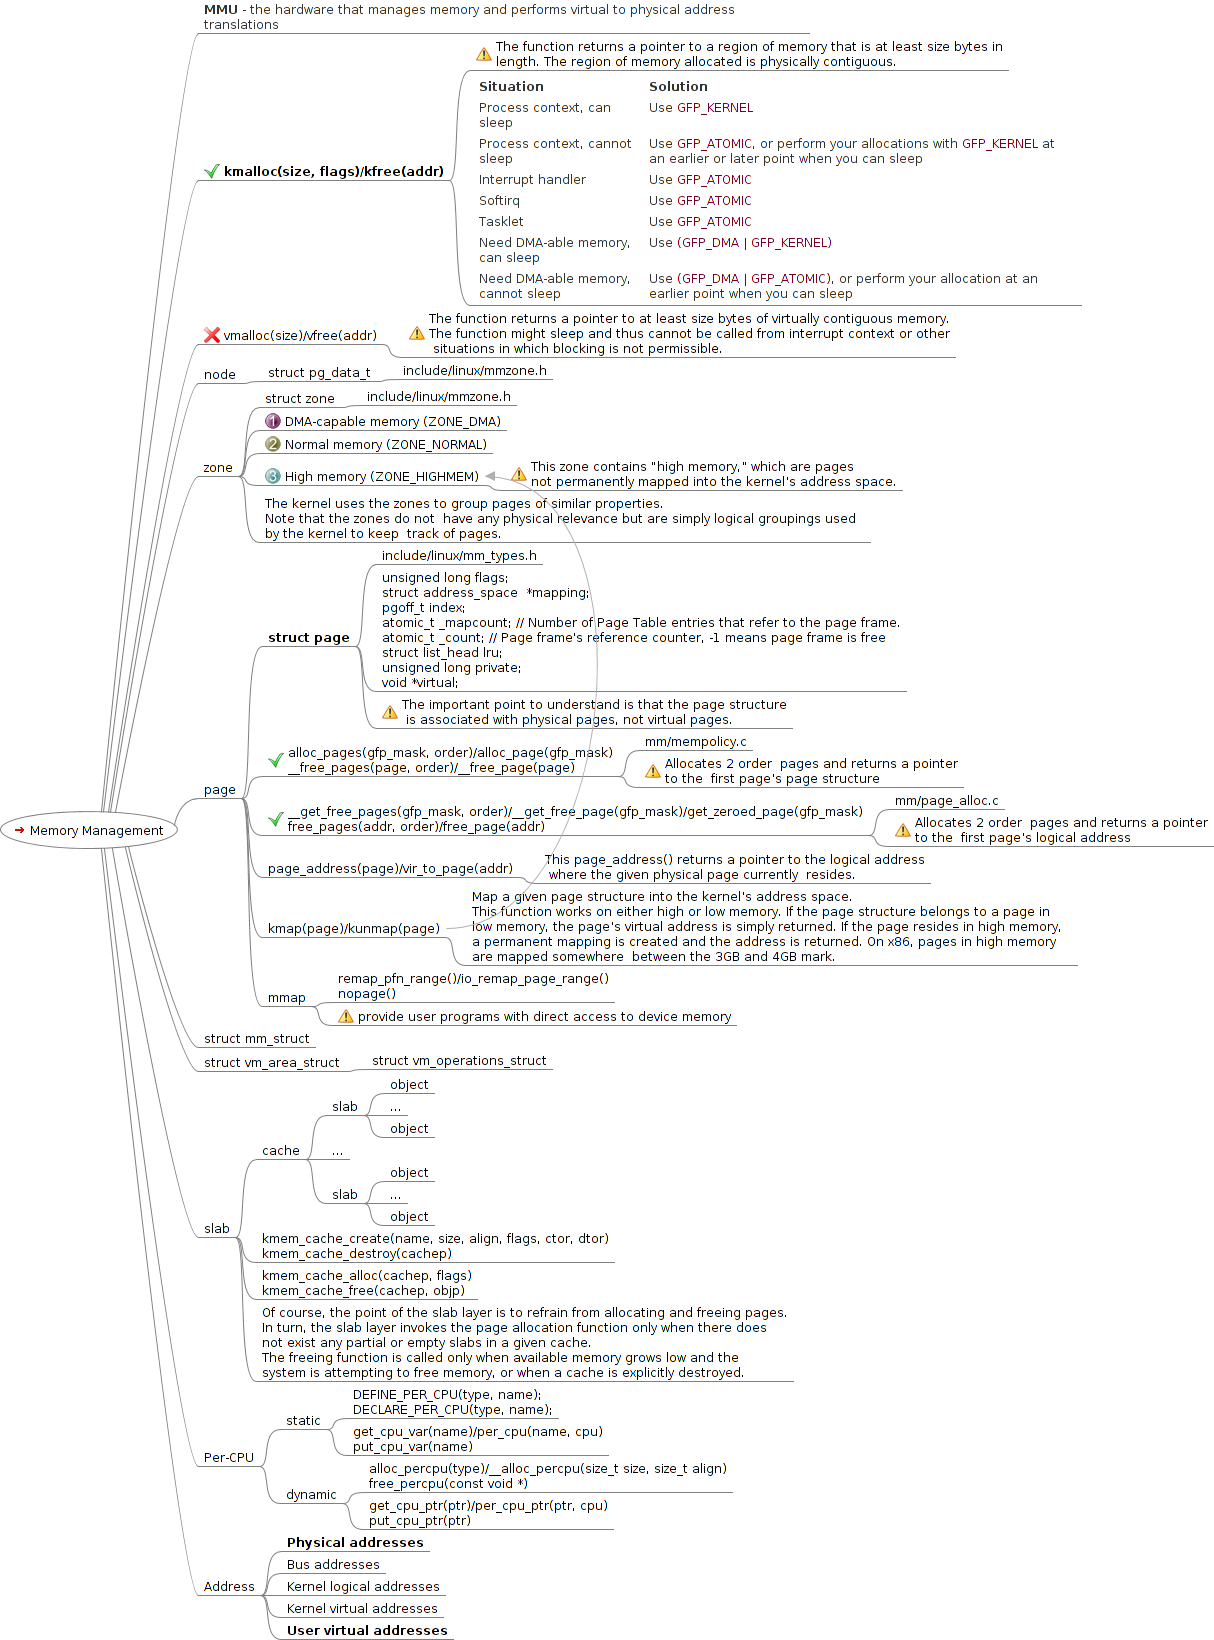 MMU - the hardware that manages memory and performs virtual to physical address
translations
The function returns a pointer to a region of memory that is at least size bytes in
length. The region of memory allocated is physically contiguous.
kmalloc(size, flags)/kfree(addr)
Situation Solution
Process context, can Use GFP_KERNEL
sleep
Process context, cannot Use GFP_ATOMIC, or perform your allocations with GFP_KERNEL at
sleep an earlier or later point when you can sleep
Interrupt handler Use GFP_ATOMIC
Softirq Use GFP_ATOMIC
Tasklet Use GFP_ATOMIC
Need DMA-able memory, Use (GFP_DMA | GFP_KERNEL)
can sleep
Need DMA-able memory, Use (GFP_DMA | GFP_ATOMIC), or perform your allocation at an
cannot sleep earlier point when you can sleep
vmalloc(size)/vfree(addr)
The function returns a pointer to at least size bytes of virtually contiguous memory.
The function might sleep and thus cannot be called from interrupt context or other
situations in which blocking is not permissible.
node struct pg_data_t include/linux/mmzone.h
zone
struct zone include/linux/mmzone.h
1 DMA-capable memory (ZONE_DMA)
2 Normal memory (ZONE_NORMAL)
3 High memory (ZONE_HIGHMEM)
This zone contains "high memory," which are pages
not permanently mapped into the kernel's address space.
The kernel uses the zones to group pages of similar properties.
Note that the zones do not  have any physical relevance but are simply logical groupings used
by the kernel to keep  track of pages.
Memory Management
page
struct page
include/linux/mm_types.h
unsigned long flags;
struct address_space  *mapping;
pgoff_t index;
atomic_t _mapcount; // Number of Page Table entries that refer to the page frame.
atomic_t _count; // Page frame's reference counter, -1 means page frame is free
struct list_head lru;
unsigned long private;
void *virtual;
The important point to understand is that the page structure
is associated with physical pages, not virtual pages.
alloc_pages(gfp_mask, order)/alloc_page(gfp_mask)
__free_pages(page, order)/__free_page(page)
mm/mempolicy.c
Allocates 2 order  pages and returns a pointer
to the  first page's page structure
__get_free_pages(gfp_mask, order)/__get_free_page(gfp_mask)/get_zeroed_page(gfp_mask)
free_pages(addr, order)/free_page(addr)
mm/page_alloc.c
Allocates 2 order  pages and returns a pointer
to the  first page's logical address
page_address(page)/vir_to_page(addr)
This page_address() returns a pointer to the logical address
where the given physical page currently  resides.
kmap(page)/kunmap(page)
Map a given page structure into the kernel's address space.
This function works on either high or low memory. If the page structure belongs to a page in
low memory, the page's virtual address is simply returned. If the page resides in high memory,
a permanent mapping is created and the address is returned. On x86, pages in high memory
are mapped somewhere  between the 3GB and 4GB mark.
mmap
remap_pfn_range()/io_remap_page_range()
nopage()
provide user programs with direct access to device memory
struct mm_struct
struct vm_area_struct struct vm_operations_struct
slab
cache
slab
object
...
object
...
slab
object
...
object
kmem_cache_create(name, size, align, flags, ctor, dtor)
kmem_cache_destroy(cachep)
kmem_cache_alloc(cachep, flags)
kmem_cache_free(cachep, objp)
Of course, the point of the slab layer is to refrain from allocating and freeing pages.
In turn, the slab layer invokes the page allocation function only when there does
not exist any partial or empty slabs in a given cache.
The freeing function is called only when available memory grows low and the
system is attempting to free memory, or when a cache is explicitly destroyed.
Per-CPU
static
DEFINE_PER_CPU(type, name);
DECLARE_PER_CPU(type, name);
get_cpu_var(name)/per_cpu(name, cpu)
put_cpu_var(name)
dynamic
alloc_percpu(type)/__alloc_percpu(size_t size, size_t align)
free_percpu(const void *)
get_cpu_ptr(ptr)/per_cpu_ptr(ptr, cpu)
put_cpu_ptr(ptr)
Address
Physical addresses
Bus addresses
Kernel logical addresses
Kernel virtual addresses
User virtual addresses